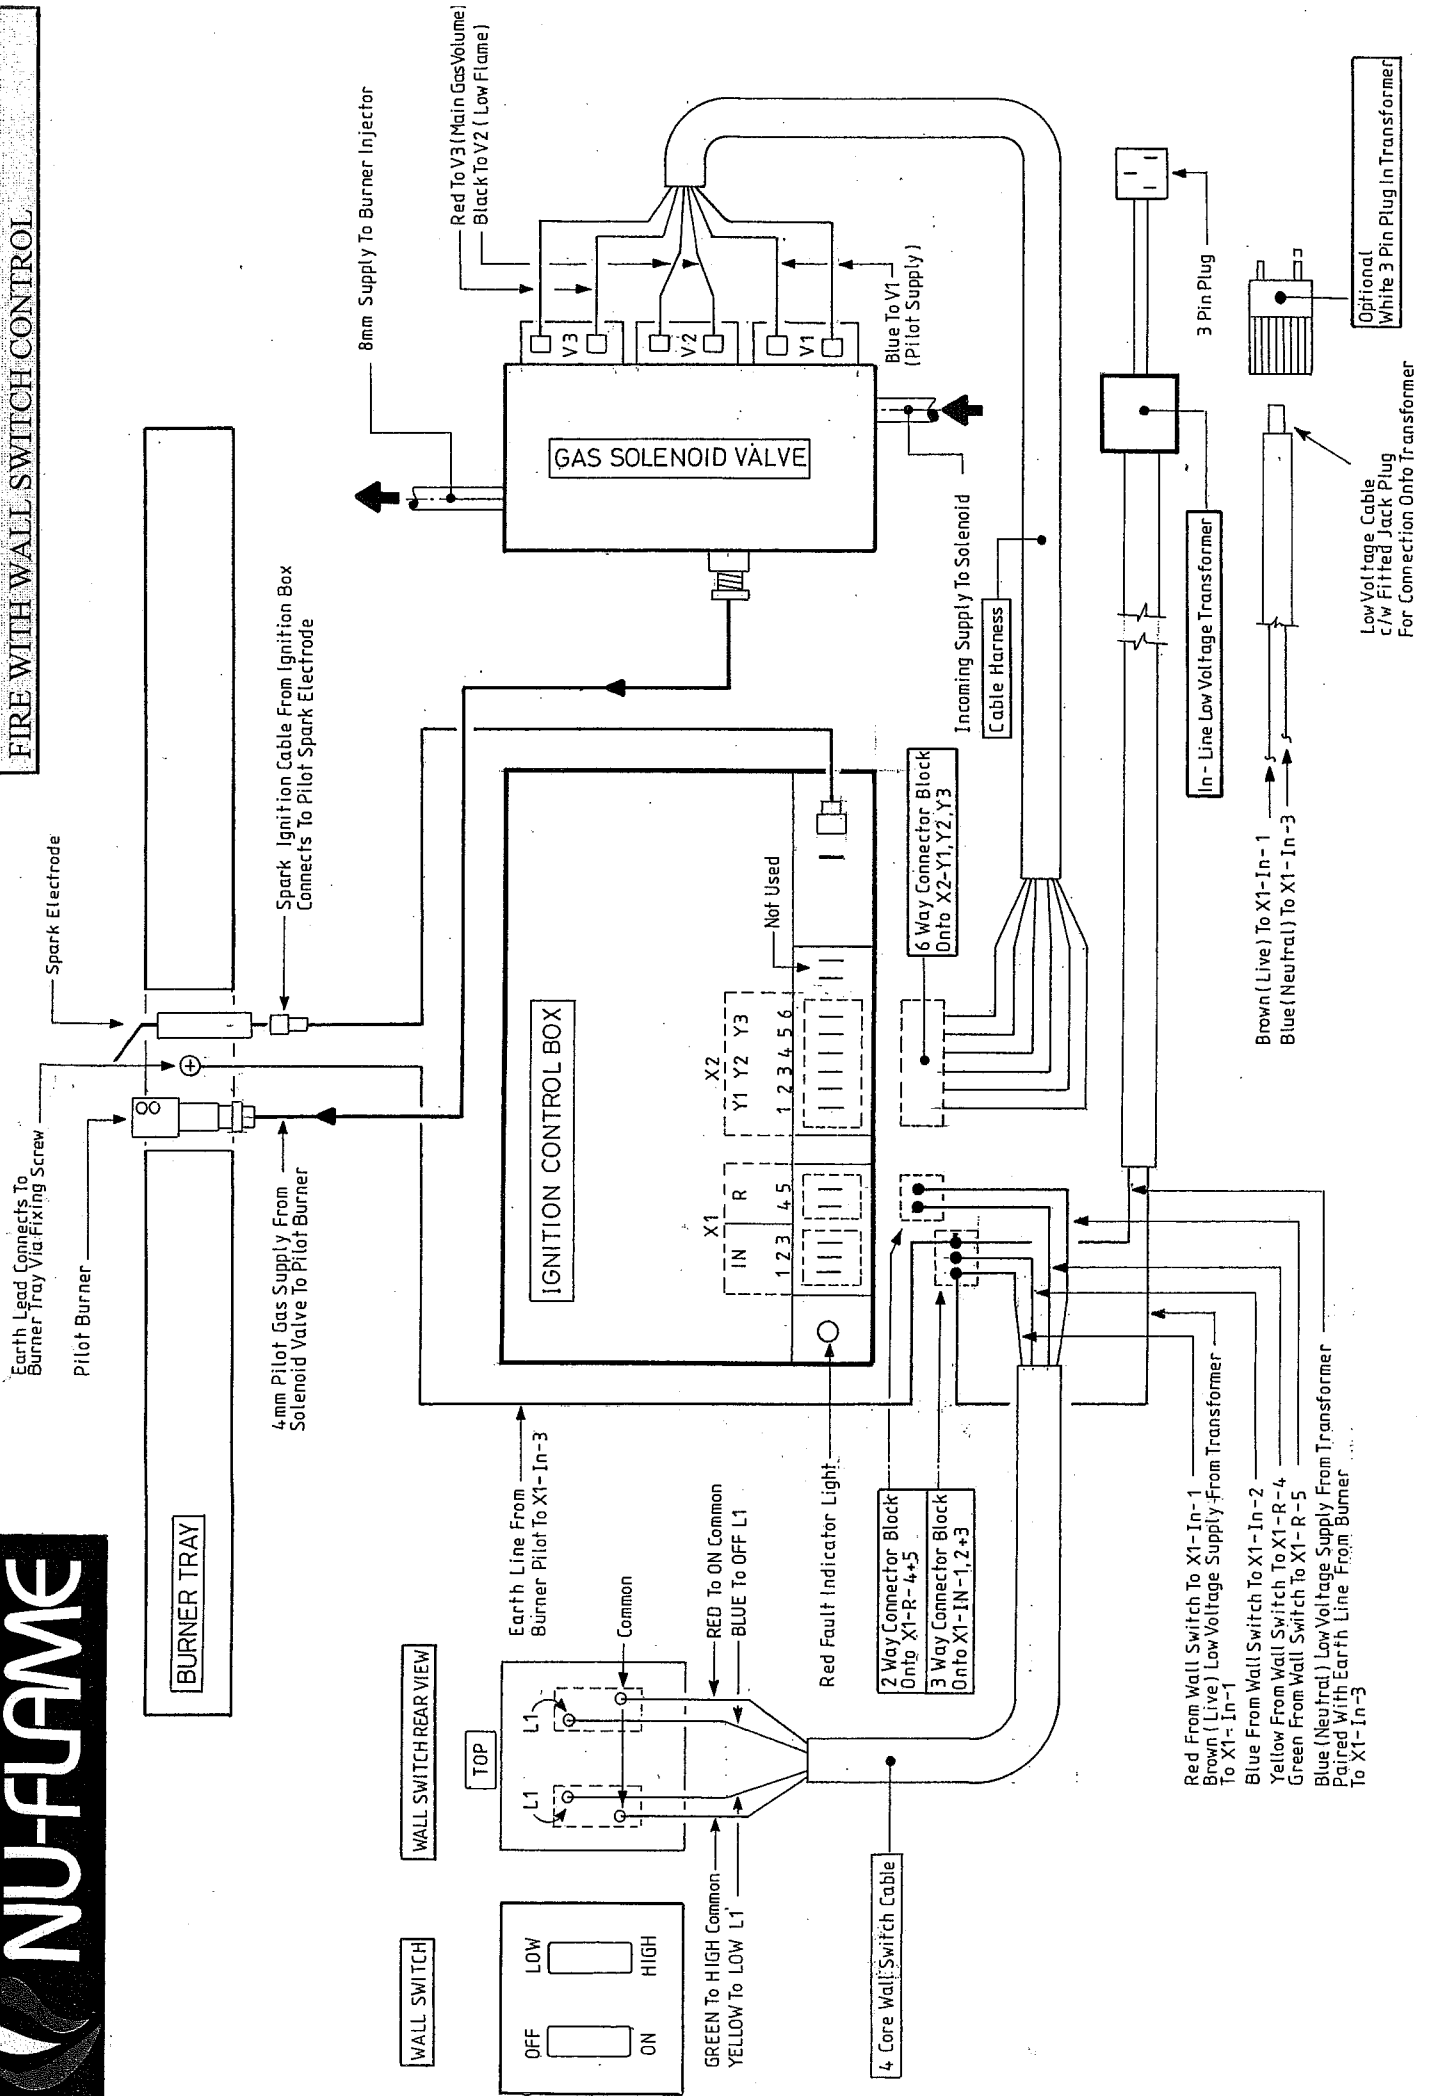 NU-FLAME
FIRE WITH WALL SWITCH CONTROL
Earth Lead Connects To
Burner Tray Via Fixing Screw
Pilot Burner
Spark Electrode
BURNER TRAY
4mm Pilot Gas Supply From
Solenoid Valve To Pilot Burner
Spark Ignition Cable From Ignition Box
Connects To Pilot Spark Electrode
8mm Supply To Burner Injector
Red To V3 (Main Gas Volume)
Black To V2 ( Low Flame)
WALL SWITCH
OFF
LOW
ON
HIGH
WALL SWITCH REAR VIEW
TOP
L1
L1
Common
GREEN To HIGH Common
YELLOW To LOW L1
RED To ON Common
BLUE To OFF L1
Earth Line From
Burner Pilot To X1-In-3
IGNITION CONTROL BOX
X1
IN
R
1 2 3
4 5
X2
Y1 Y2 Y3
1 2 3 4 5 6
Not Used
Red Fault Indicator Light
GAS SOLENOID VALVE
V3
V2
V1
Blue To V1
(Pilot Supply)
Incoming Supply To Solenoid
Cable Harness
4 Core Wall Switch Cable
2 Way Connector Block
Onto X1-R-4+5
3 Way Connector Block
Onto X1-IN-1,2+3
6 Way Connector Block
Onto X2-Y1,Y2,Y3
3 Pin Plug
In-Line Low Voltage Transformer
Red From Wall Switch To X1-In-1
Brown ( Live) Low Voltage Supply From Transformer
To X1-In-1
Blue From Wall Switch To X1-In-2
Yellow From Wall Switch To X1-R-4
Green From Wall Switch To X1-R-5
Blue (Neutral) Low Voltage Supply From Transformer
Paired With Earth Line From Burner
To X1-In-3
Brown ( Live) To X1-In-1
Blue (Neutral) To X1-In-3
Low Voltage Cable
c/w Fitted Jack Plug
For Connection Onto Transformer
Optional
White 3 Pin Plug In Transformer